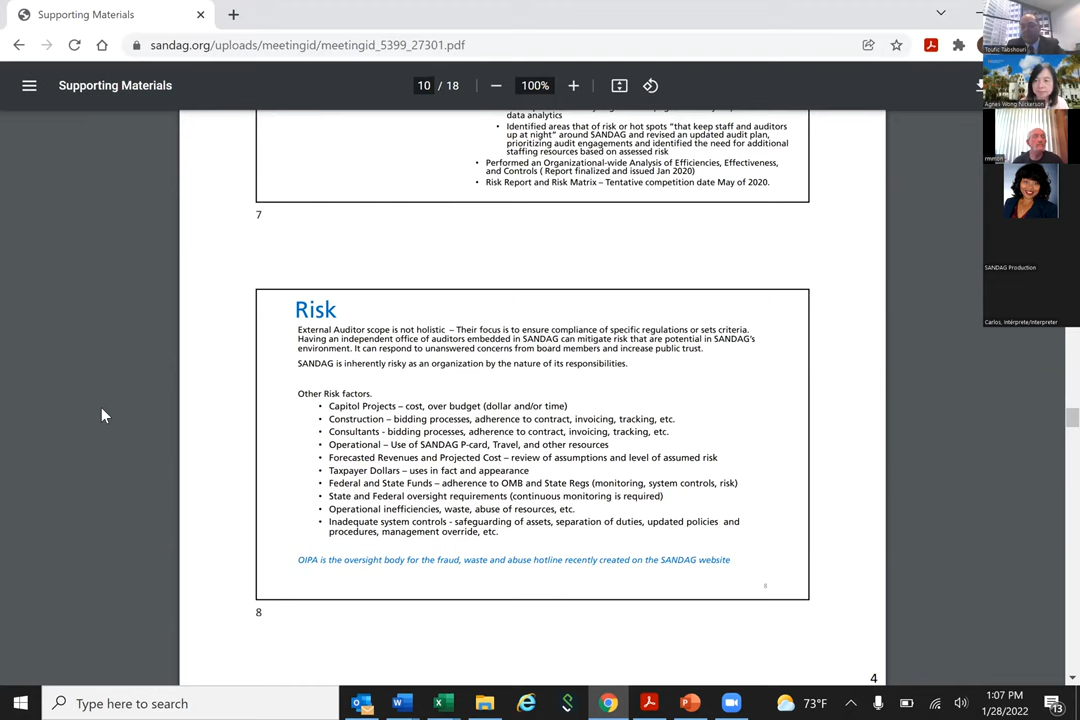 Supporting Materials
sandag.org/uploads/meetingid/meetingid_5399_27301.pdf
Supporting Materials
10 / 18
100%
data analytics
• Identified areas that of risk or hot spots "that keep staff and auditors
up at night" around SANDAG and revised an updated audit plan,
prioritizing audit engagements and identified the need for additional
staffing resources based on assessed risk
• Performed an Organizational-wide Analysis of Efficiencies, Effectiveness,
and Controls ( Report finalized and issued Jan 2020)
• Risk Report and Risk Matrix – Tentative competition date May of 2020.
7
Risk
External Auditor scope is not holistic – Their focus is to ensure compliance of specific regulations or sets criteria.
Having an independent office of auditors embedded in SANDAG can mitigate risk that are potential in SANDAG's
environment. It can respond to unanswered concerns from board members and increase public trust.
SANDAG is inherently risky as an organization by the nature of its responsibilities.
Other Risk factors.
• Capitol Projects – cost, over budget (dollar and/or time)
• Construction – bidding processes, adherence to contract, invoicing, tracking, etc.
• Consultants - bidding processes, adherence to contract, invoicing, tracking, etc.
• Operational – Use of SANDAG P-card, Travel, and other resources
• Forecasted Revenues and Projected Cost – review of assumptions and level of assumed risk
• Taxpayer Dollars – uses in fact and appearance
• Federal and State Funds – adherence to OMB and State Regs (monitoring, system controls, risk)
• State and Federal oversight requirements (continuous monitoring is required)
• Operational inefficiencies, waste, abuse of resources, etc.
• Inadequate system controls - safeguarding of assets, separation of duties, updated policies and
procedures, management override, etc.
OIPA is the oversight body for the fraud, waste and abuse hotline recently created on the SANDAG website
8
8
4
Toufic Tabshouri
Agnes Wong Nickerson
rmmon
SANDAG Production
Carlos, Intérprete/Interpreter
Type here to search
73°F
1:07 PM
1/28/2022
13